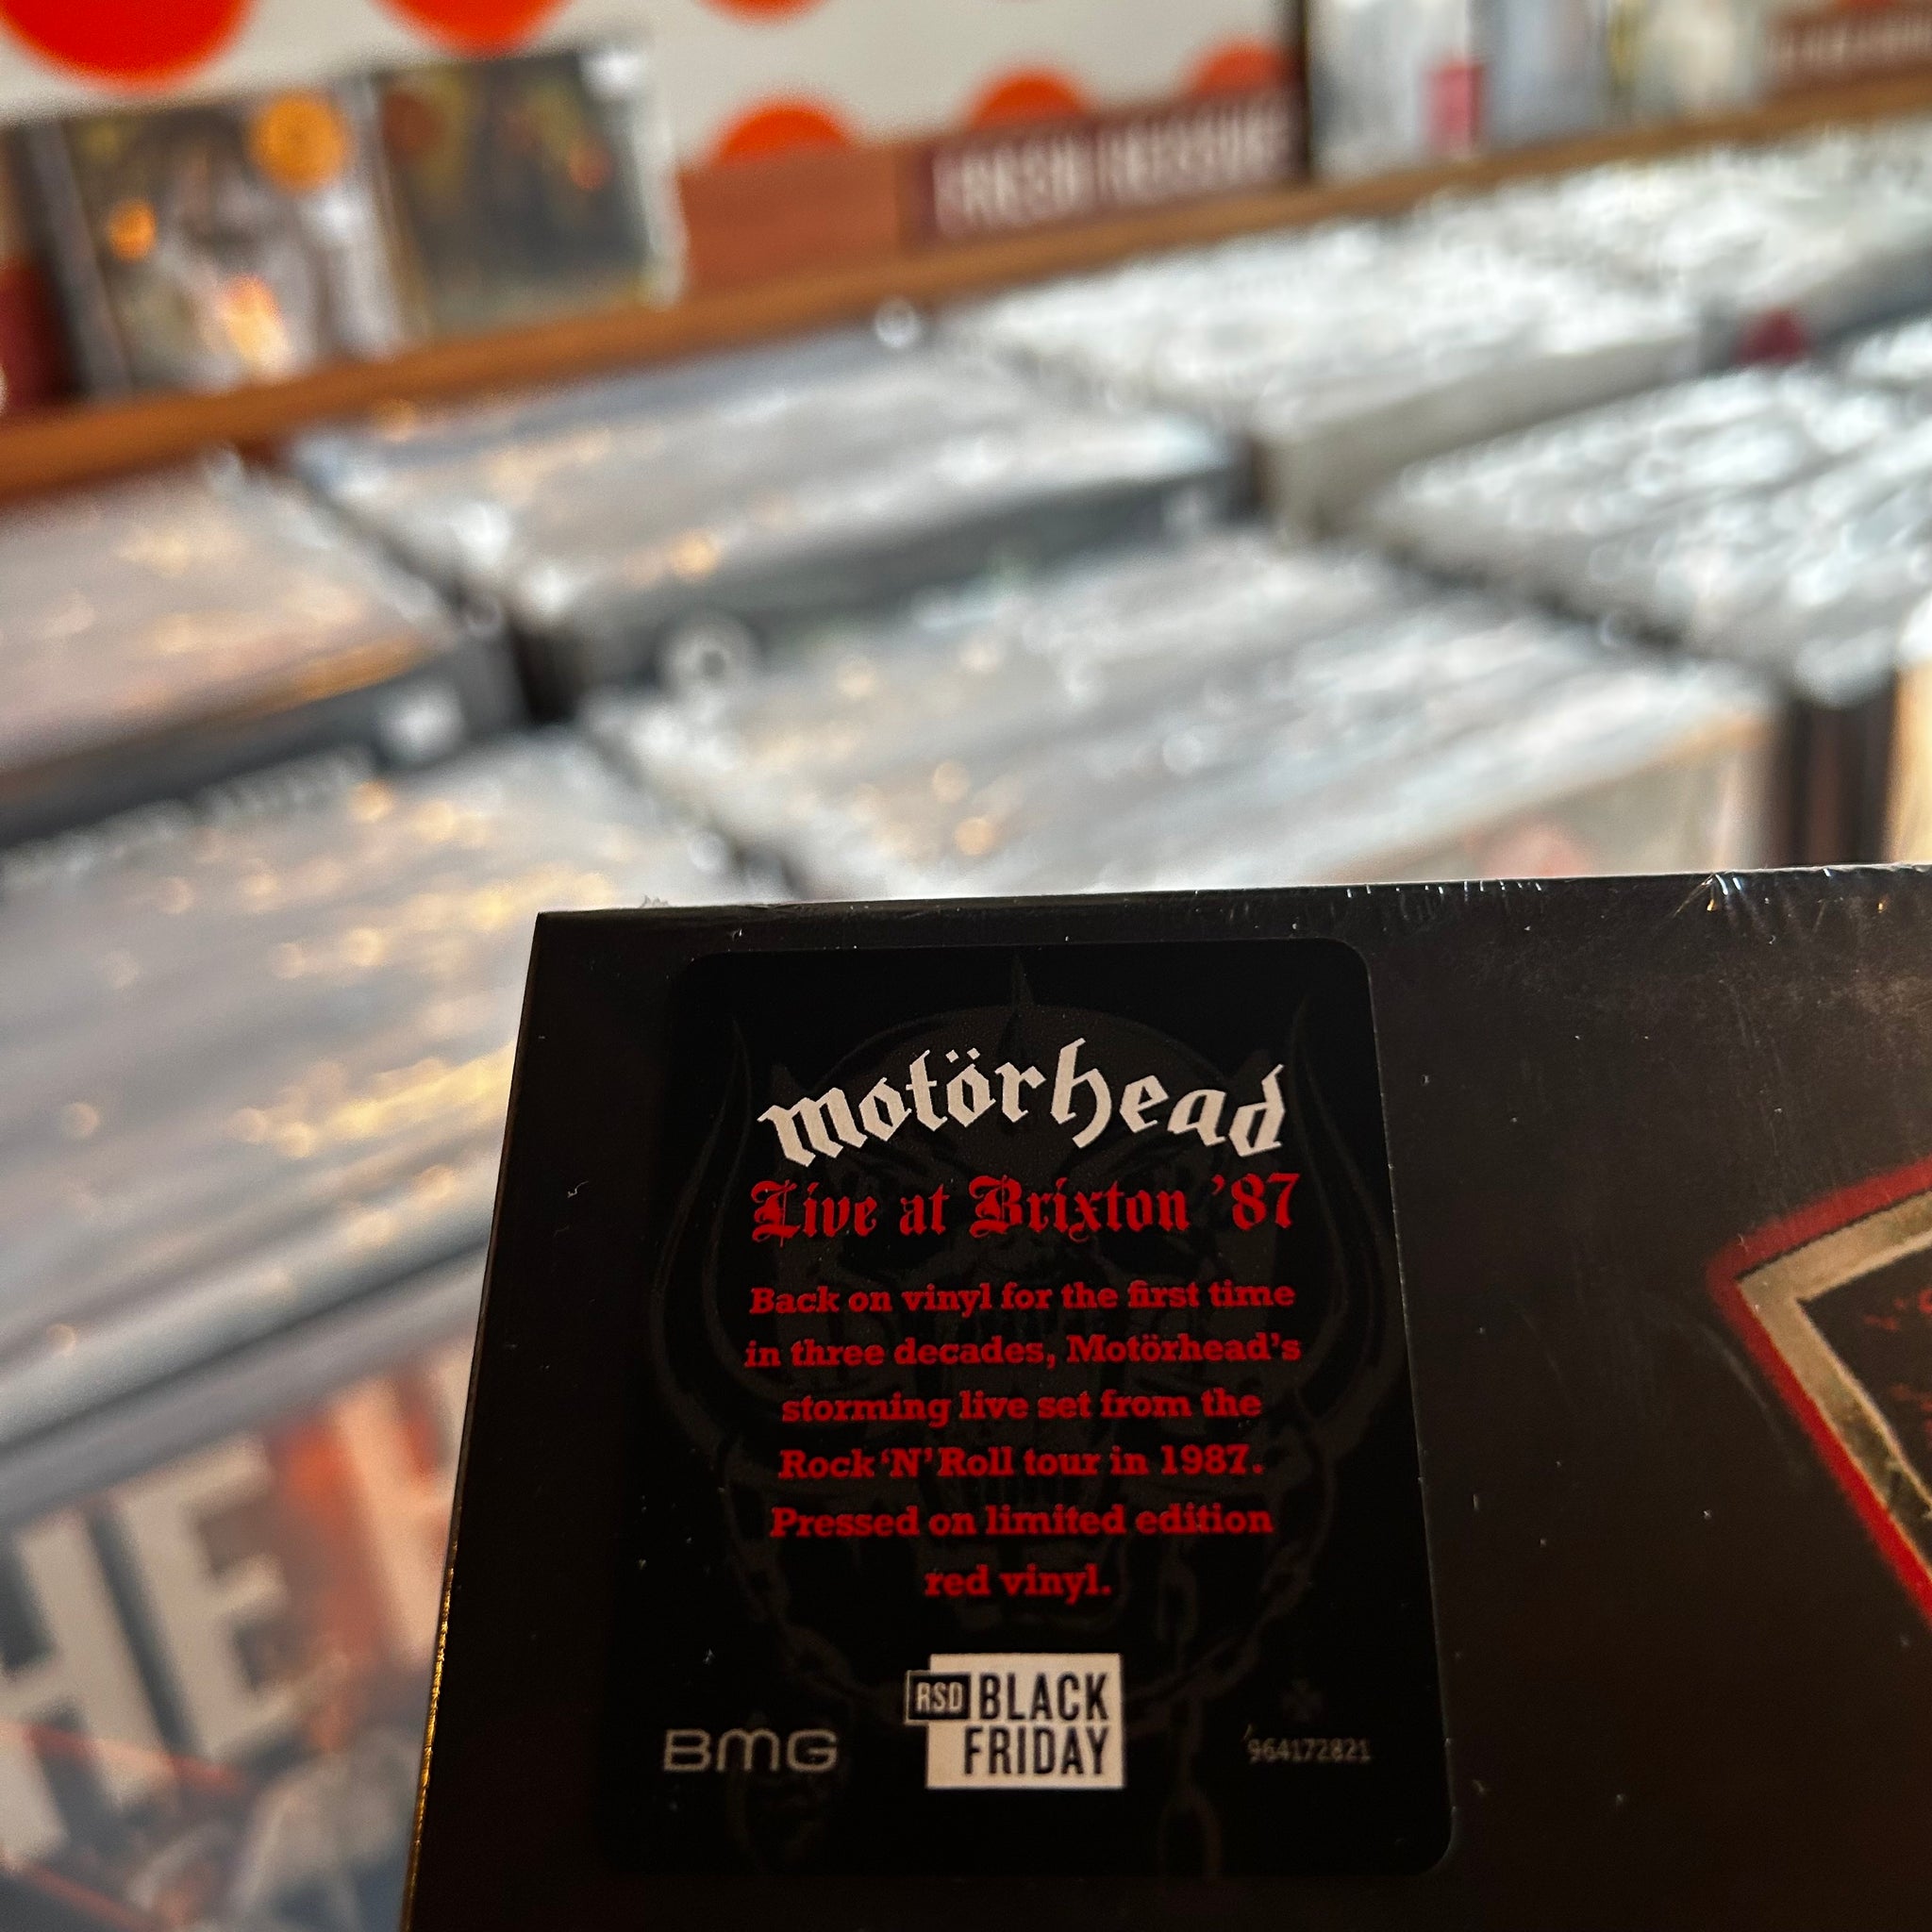 motörhead
Live at Brixton ’87
Back on vinyl for the first time
in three decades, Motörhead’s
storming live set from the
Rock ‘N’ Roll tour in 1987.
Pressed on limited edition
red vinyl.
BMG
RSD BLACK
FRIDAY
964172821
HE